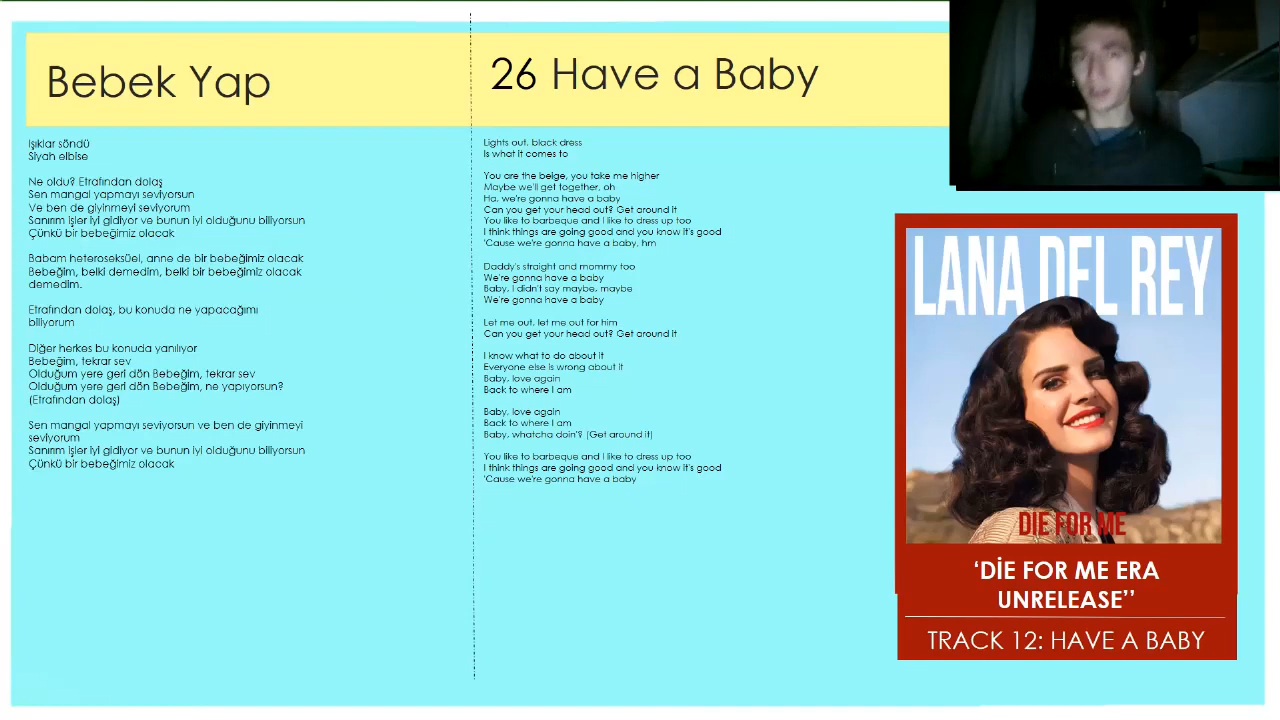 Bebek Yap
Işıklar söndü
Siyah elbise
Ne oldu? Etrafından dolaş
Sen mangal yapmayı seviyorsun
Ve ben de giyinmeyi seviyorum
Sanırım işler iyi gidiyor ve bunun iyi olduğunu biliyorsun
Çünkü bir bebeğimiz olacak
Babam heteroseksüel, anne de bir bebeğimiz olacak
Bebeğim, belki demedim, belki bir bebeğimiz olacak
demedim.
Etrafından dolaş, bu konuda ne yapacağımı
biliyorum
Diğer herkes bu konuda yanılıyor
Bebeğim, tekrar sev
Olduğum yere geri dön Bebeğim, tekrar sev
Olduğum yere geri dön Bebeğim, ne yapıyorsun?
(Etrafından dolaş)
Sen mangal yapmayı seviyorsun ve ben de giyinmeyi
seviyorum
Sanırım işler iyi gidiyor ve bunun iyi olduğunu biliyorsun
Çünkü bir bebeğimiz olacak
26 Have a Baby
Lights out, black dress
Is what it comes to
You are the beige, you take me higher
Maybe we'll get together, oh
Ha, we're gonna have a baby
Can you get your head out? Get around it
You like to barbeque and I like to dress up too
I think things are going good and you know it's good
'Cause we're gonna have a baby, hm
Daddy's straight and mommy too
We're gonna have a baby
Baby, I didn't say maybe, maybe
We're gonna have a baby
Let me out, let me out for him
Can you get your head out? Get around it
I know what to do about it
Everyone else is wrong about it
Baby, love again
Back to where I am
Baby, love again
Back to where I am
Baby, whatcha doin'? (Get around it)
You like to barbeque and I like to dress up too
I think things are going good and you know it's good
'Cause we're gonna have a baby
LANA DEL REY
DIE FOR ME
‘DİE FOR ME ERA
UNRELEASE’’
TRACK 12: HAVE A BABY